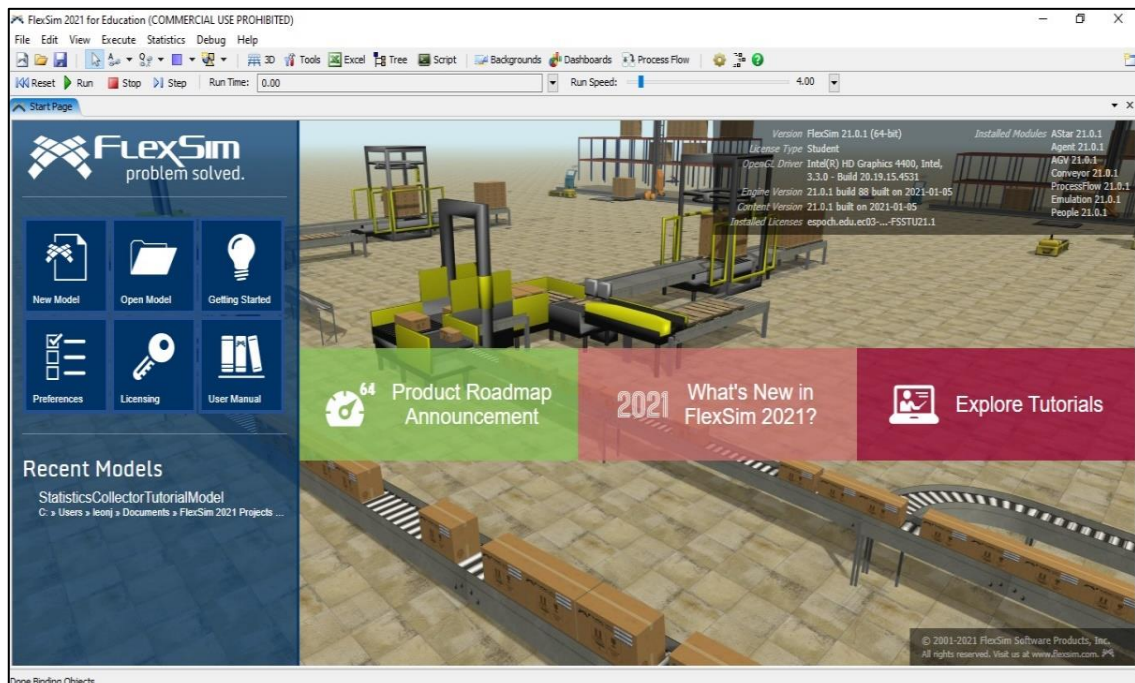 FlexSim 2021 for Education (COMMERCIAL USE PROHIBITED)
File Edit View Execute Statistics Debug Help
3D Tools Excel Tree Script Backgrounds Dashboards Process Flow
Reset Run Stop Step Run Time: 0.00 Run Speed: 4.00
Start Page
FLEXSIM
problem solved.
Version FlexSim 21.0.1 (64-bit)
License Type Student
OpenGL Driver Intel(R) HD Graphics 4400, Intel,
3.3.0 - Build 20.19.15.4531
Engine Version 21.0.1 build 88 built on 2021-01-05
Content Version 21.0.1 built on 2021-01-05
Installed Licenses espoch.edu.ec03-...-FSSTU21.1
Installed Modules AStar 21.0.1
Agent 21.0.1
AGV 21.0.1
Conveyor 21.0.1
ProcessFlow 21.0.1
Emulation 21.0.1
People 21.0.1
New Model Open Model Getting Started
Preferences Licensing User Manual
64 Product Roadmap
Announcement
2021 What's New in
FlexSim 2021?
Explore Tutorials
Recent Models
StatisticsCollectorTutorialModel
C: » Users » leonj » Documents » FlexSim 2021 Projects ...
© 2001-2021 FlexSim Software Products, Inc.
All rights reserved. Visit us at www.flexsim.com.
Done Binding Objects